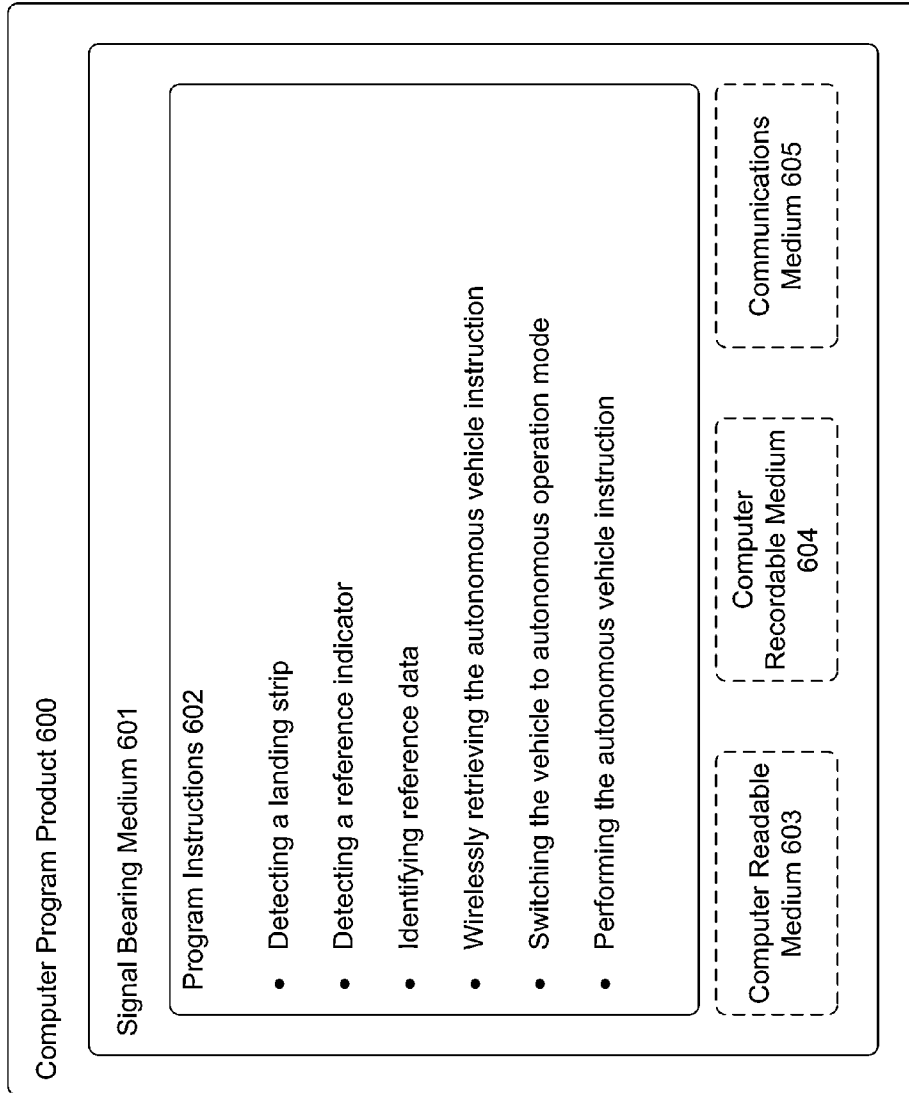 Computer Program Product 600
Signal Bearing Medium 601
Program Instructions 602
• Detecting a landing strip
• Detecting a reference indicator
• Identifying reference data
• Wirelessly retrieving the autonomous vehicle instruction
• Switching the vehicle to autonomous operation mode
• Performing the autonomous vehicle instruction
Computer Readable
Medium 603
Computer
Recordable Medium
604
Communications
Medium 605